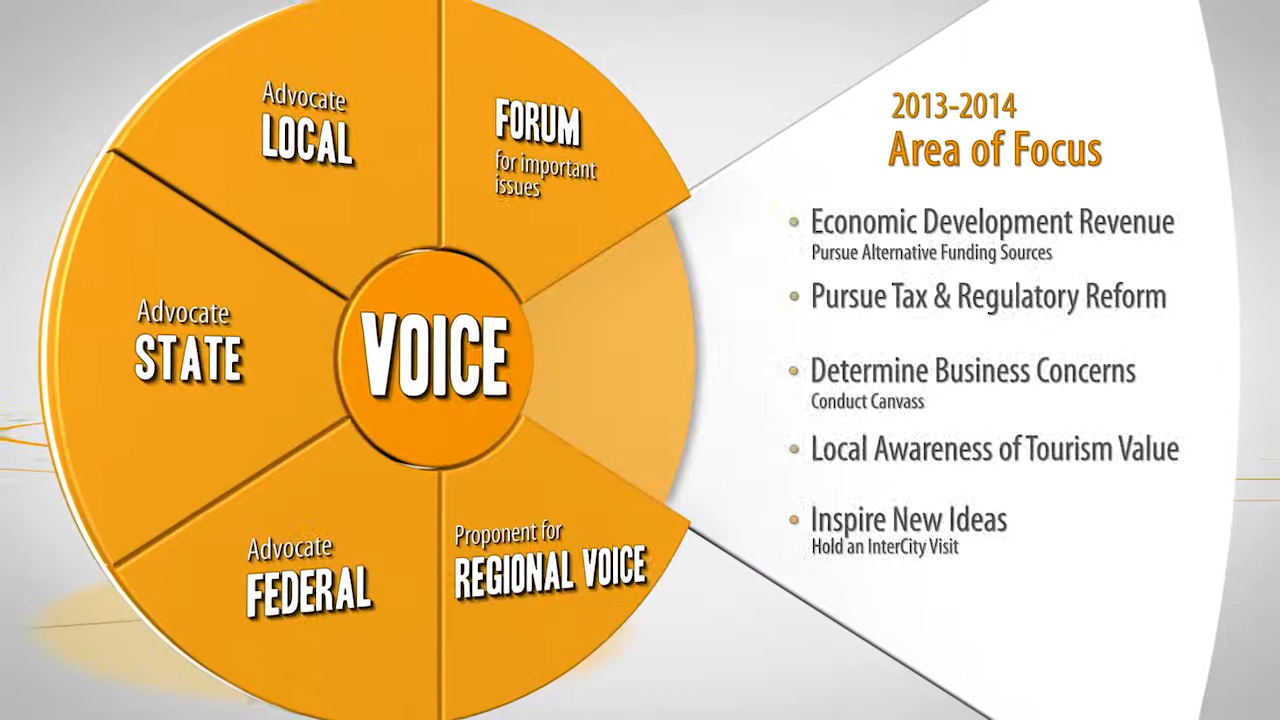 Advocate
LOCAL
FORUM
for important
issues
Advocate
STATE
VOICE
Advocate
FEDERAL
Proponent for
REGIONAL VOICE
2013-2014
Area of Focus
• Economic Development Revenue
Pursue Alternative Funding Sources
• Pursue Tax & Regulatory Reform
• Determine Business Concerns
Conduct Canvass
• Local Awareness of Tourism Value
• Inspire New Ideas
Hold an InterCity Visit